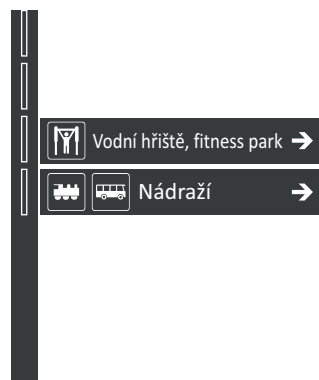 Vodní hřiště, fitness park →
Nádraží →